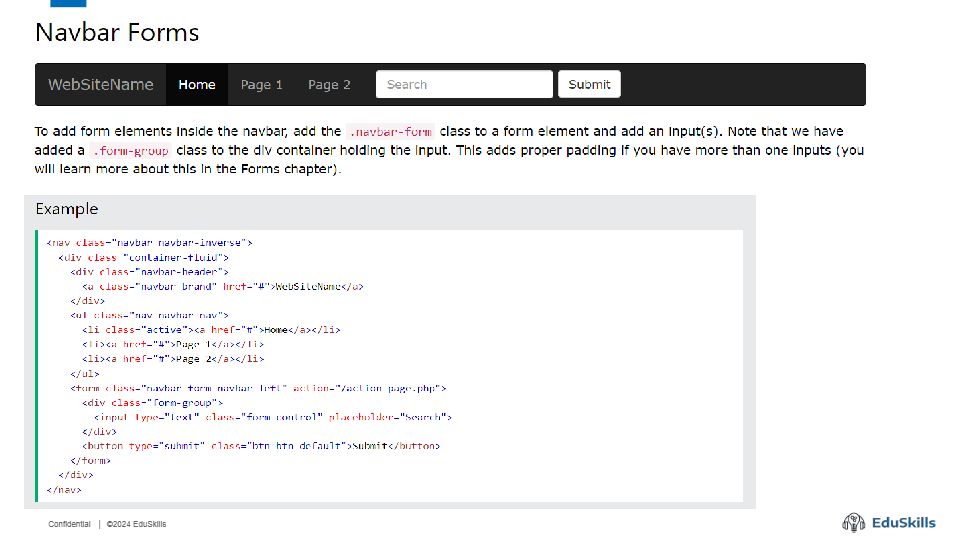 Navbar Forms
WebSiteName Home Page 1 Page 2 Search Submit
To add form elements inside the navbar, add the .navbar-form class to a form element and add an input(s). Note that we have
added a .form-group class to the div container holding the input. This adds proper padding if you have more than one inputs (you
will learn more about this in the Forms chapter).
Example
<nav class="navbar navbar-inverse">
<div class="container-fluid">
<div class="navbar-header">
<a class="navbar-brand" href="#">WebSiteName</a>
</div>
<ul class="nav navbar-nav">
<li class="active"><a href="#">Home</a></li>
<li><a href="#">Page 1</a></li>
<li><a href="#">Page 2</a></li>
</ul>
<form class="navbar-form navbar-left" action="/action_page.php">
<div class="form-group">
<input type="text" class="form-control" placeholder="Search">
</div>
<button type="submit" class="btn btn-default">Submit</button>
</form>
</div>
</nav>
Confidential | ©2024 EduSkills
EduSkills